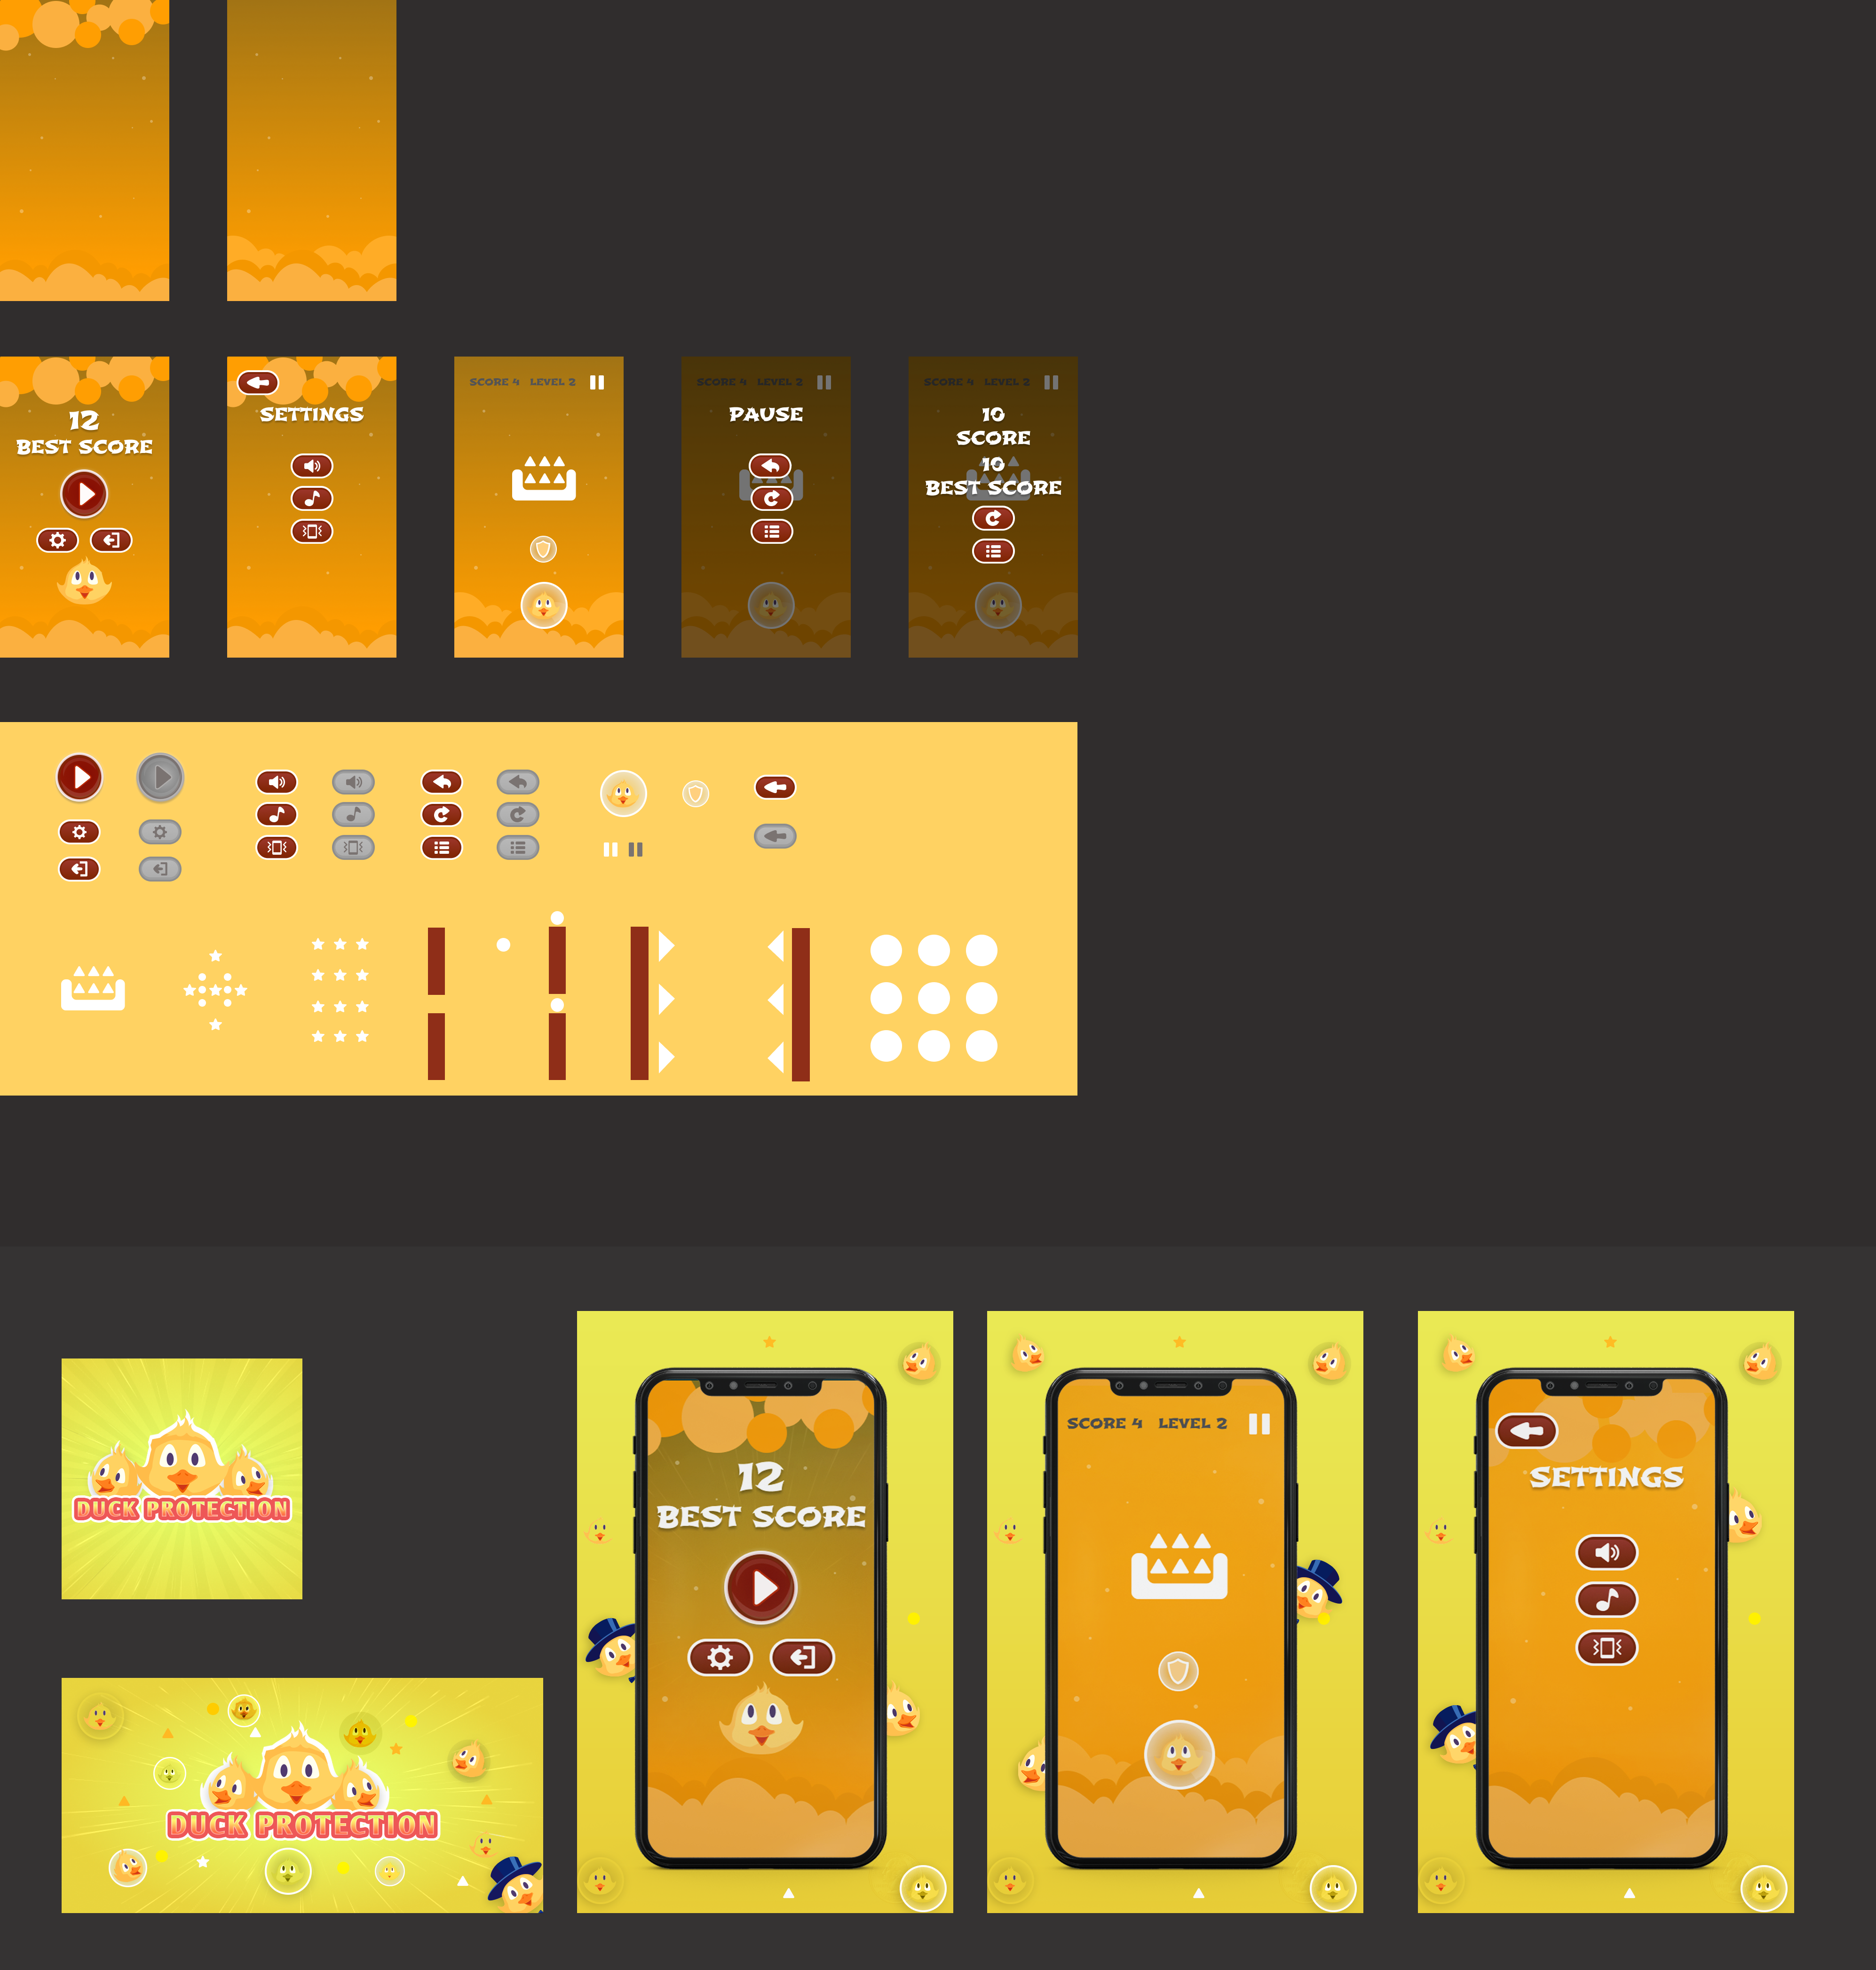 12
BEST SCORE
SETTINGS
SCORE 4 LEVEL 2
SCORE 4 LEVEL 2
PAUSE
SCORE 4 LEVEL 2
10
SCORE
10
BEST SCORE
DUCK PROTECTION
DUCK PROTECTION
12
BEST SCORE
SCORE 4 LEVEL 2
SETTINGS